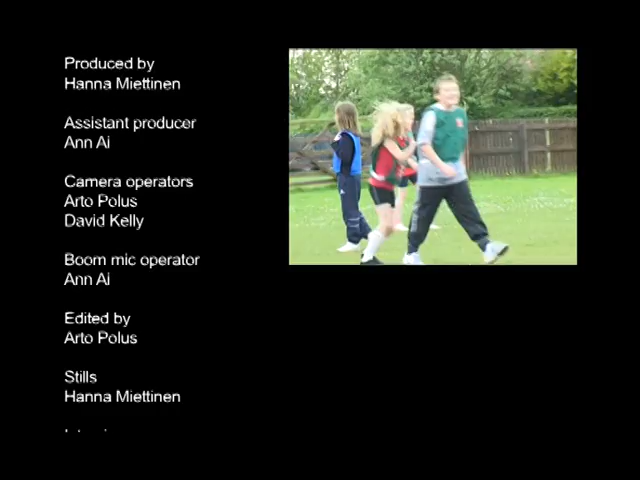 Produced by
Hanna Miettinen
Assistant producer
Ann Ai
Camera operators
Arto Polus
David Kelly
Boom mic operator
Ann Ai
Edited by
Arto Polus
Stills
Hanna Miettinen